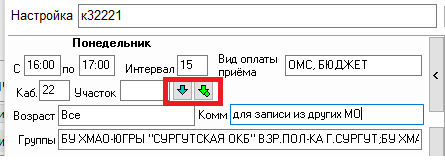 Настройка к32221
Понедельник
С 16:00 по 17:00 Интервал 15 Вид оплаты приёма ОМС, БЮДЖЕТ
Каб. 22 Участок
Возраст Все Комм для записи из других МО
Группы БУ ХМАО-ЮГРЫ "СУРГУТСКАЯ ОКБ" ВЗР.ПОЛ-КА Г.СУРГУТ;БУ ХМА
<